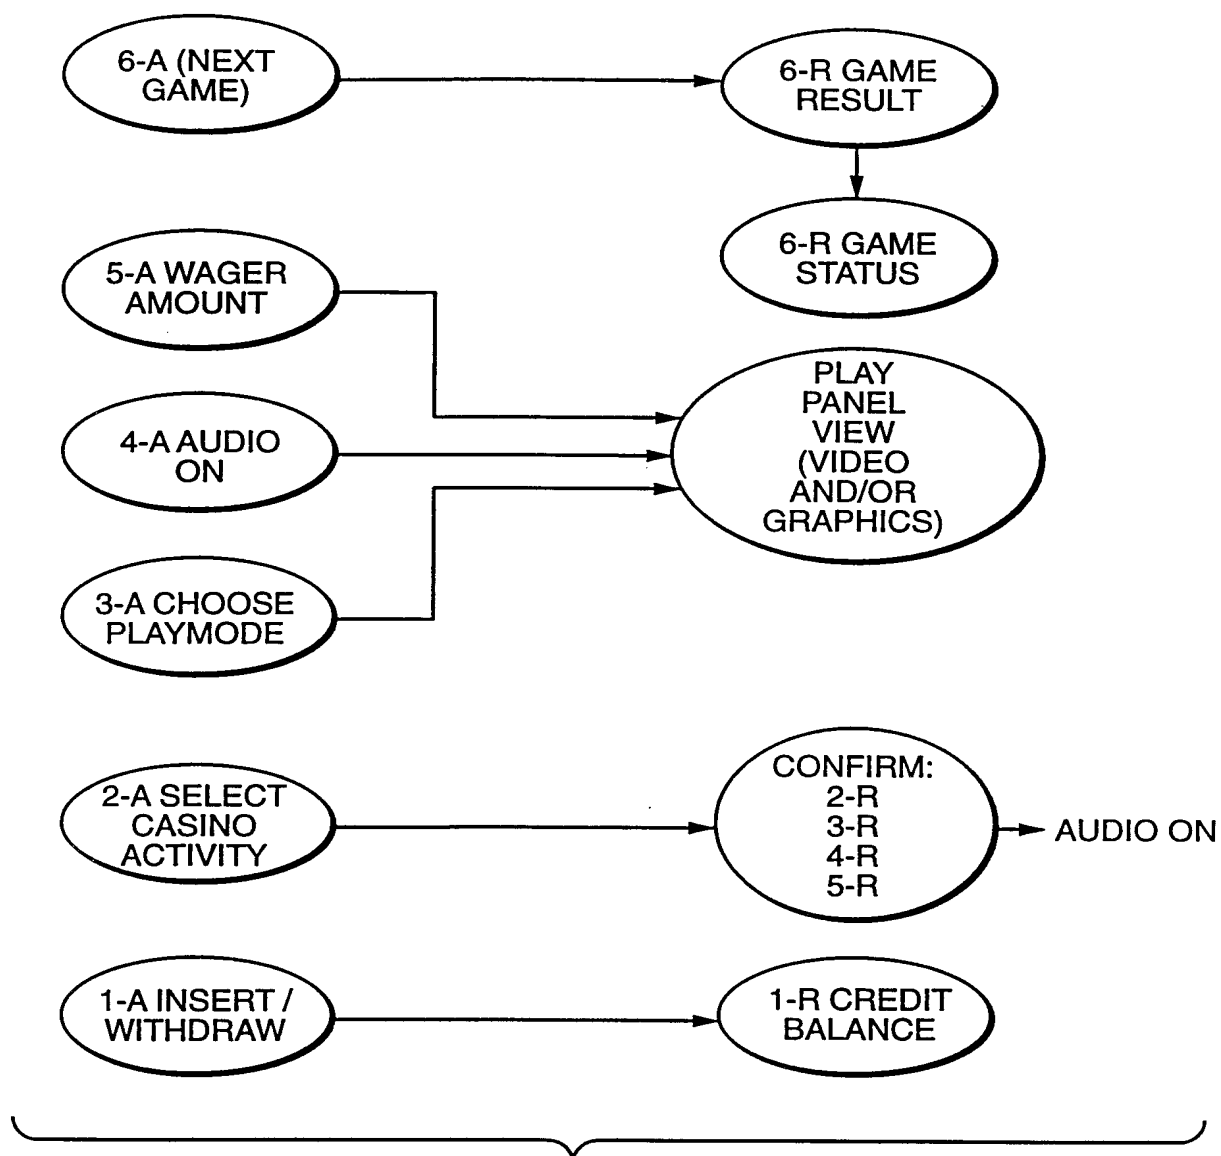 6-A (NEXT
GAME)
6-R GAME
RESULT
6-R GAME
STATUS
5-A WAGER
AMOUNT
4-A AUDIO
ON
3-A CHOOSE
PLAYMODE
PLAY
PANEL
VIEW
(VIDEO
AND/OR
GRAPHICS)
2-A SELECT
CASINO
ACTIVITY
CONFIRM:
2-R
3-R
4-R
5-R
AUDIO ON
1-A INSERT /
WITHDRAW
1-R CREDIT
BALANCE